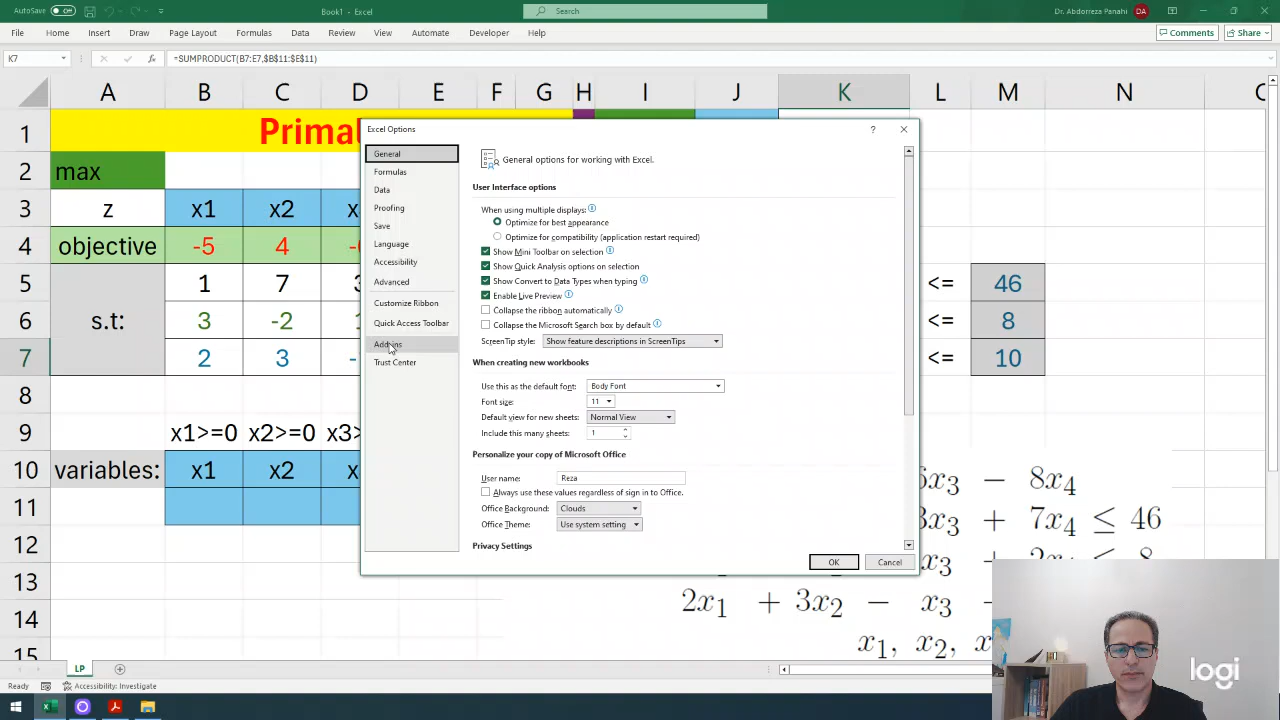 AutoSave Off
Book1 - Excel
Search
Dr. Abdorreza Panahi DA
File Home Insert Draw Page Layout Formulas Data Review View Automate Developer Help Comments Share
K7 fx =SUMPRODUCT(B7:E7,$B$11:$E$11)
A B C D E F G H I J K L M N
1 Primal
2 max
3 z x1 x2
4 objective -5 4
5 1 7 <= 46
6 s.t: 3 -2 <= 8
7 2 3 <= 10
8
9 x1>=0 x2>=0 x3>
10 variables: x1 x2
11
12
13
14
15
Excel Options ?
General
Formulas
Data
Proofing
Save
Language
Accessibility
Advanced
Customize Ribbon
Quick Access Toolbar
Add-ins
Trust Center
General options for working with Excel.
User Interface options
When using multiple displays:
Optimize for best appearance
Optimize for compatibility (application restart required)
Show Mini Toolbar on selection
Show Quick Analysis options on selection
Show Convert to Data Types when typing
Enable Live Preview
Collapse the ribbon automatically
Collapse the Microsoft Search box by default
ScreenTip style: Show feature descriptions in ScreenTips
When creating new workbooks
Use this as the default font: Body Font
Font size: 11
Default view for new sheets: Normal View
Include this many sheets: 1
Personalize your copy of Microsoft Office
User name: Reza
Always use these values regardless of sign in to Office.
Office Background: Clouds
Office Theme: Use system setting
Privacy Settings
OK Cancel
x₃ − 8x₄
x₃ + 7x₄ ≤ 46
2x₁ + 3x₂ − x₃
x₁, x₂,
LP
Ready Accessibility: Investigate
logi